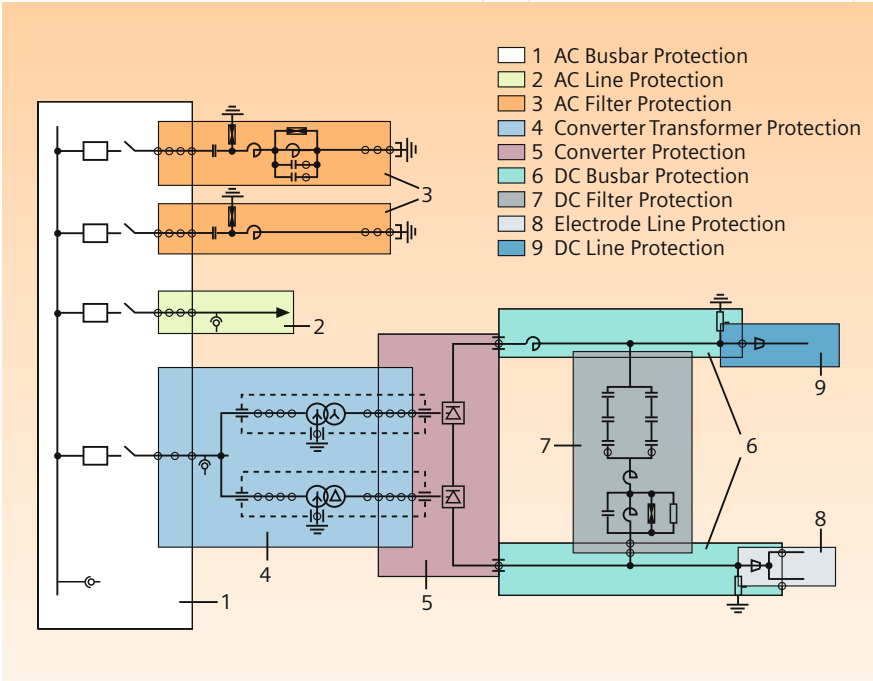 1 AC Busbar Protection
2 AC Line Protection
3 AC Filter Protection
4 Converter Transformer Protection
5 Converter Protection
6 DC Busbar Protection
7 DC Filter Protection
8 Electrode Line Protection
9 DC Line Protection
3
2
9
7
6
8
4
5
1